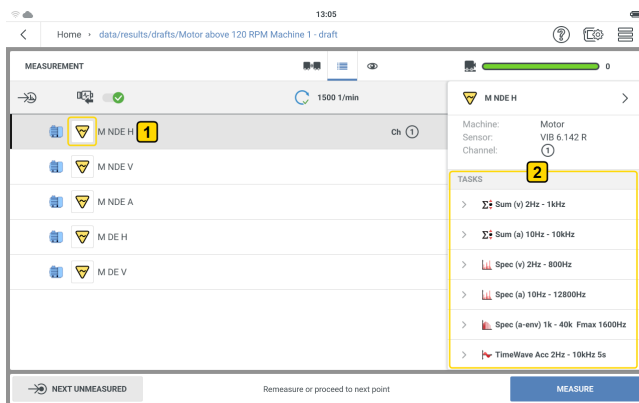 13:05
Home › data/results/drafts/Motor above 120 RPM Machine 1 - draft
MEASUREMENT
0
1500 1/min
M NDE H
1
Ch 1
M NDE V
M NDE A
M DE H
M DE V
M NDE H
Machine: Motor
Sensor: VIB 6.142 R
Channel: 1
2
TASKS
Sum (v) 2Hz - 1kHz
Sum (a) 10Hz - 10kHz
Spec (v) 2Hz - 800Hz
Spec (a) 10Hz - 12800Hz
Spec (a-env) 1k - 40k Fmax 1600Hz
TimeWave Acc 2Hz - 10kHz 5s
NEXT UNMEASURED
Remeasure or proceed to next point
MEASURE